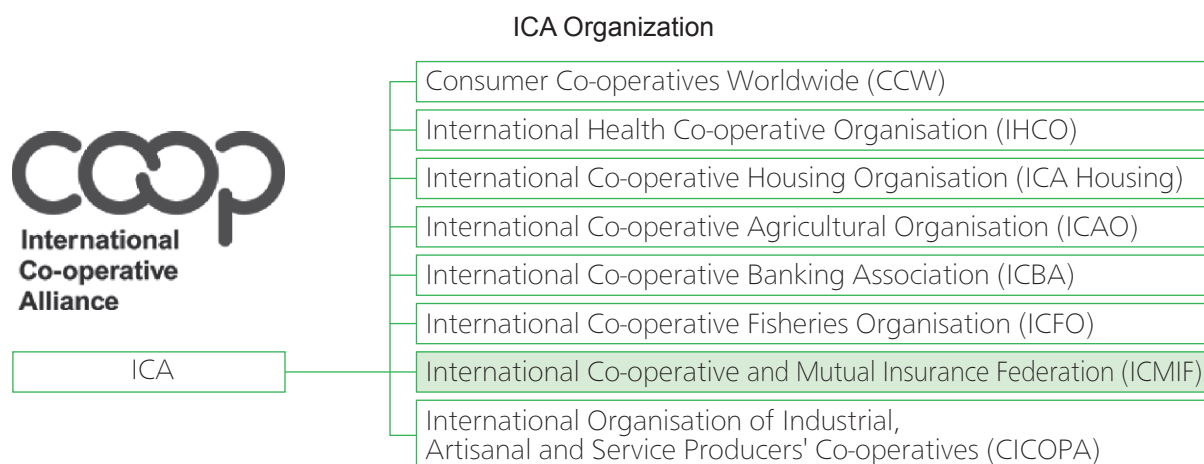 ICA Organization
coop
International
Co-operative
Alliance
ICA
Consumer Co-operatives Worldwide (CCW)
International Health Co-operative Organisation (IHCO)
International Co-operative Housing Organisation (ICA Housing)
International Co-operative Agricultural Organisation (ICAO)
International Co-operative Banking Association (ICBA)
International Co-operative Fisheries Organisation (ICFO)
International Co-operative and Mutual Insurance Federation (ICMIF)
International Organisation of Industrial,
Artisanal and Service Producers' Co-operatives (CICOPA)